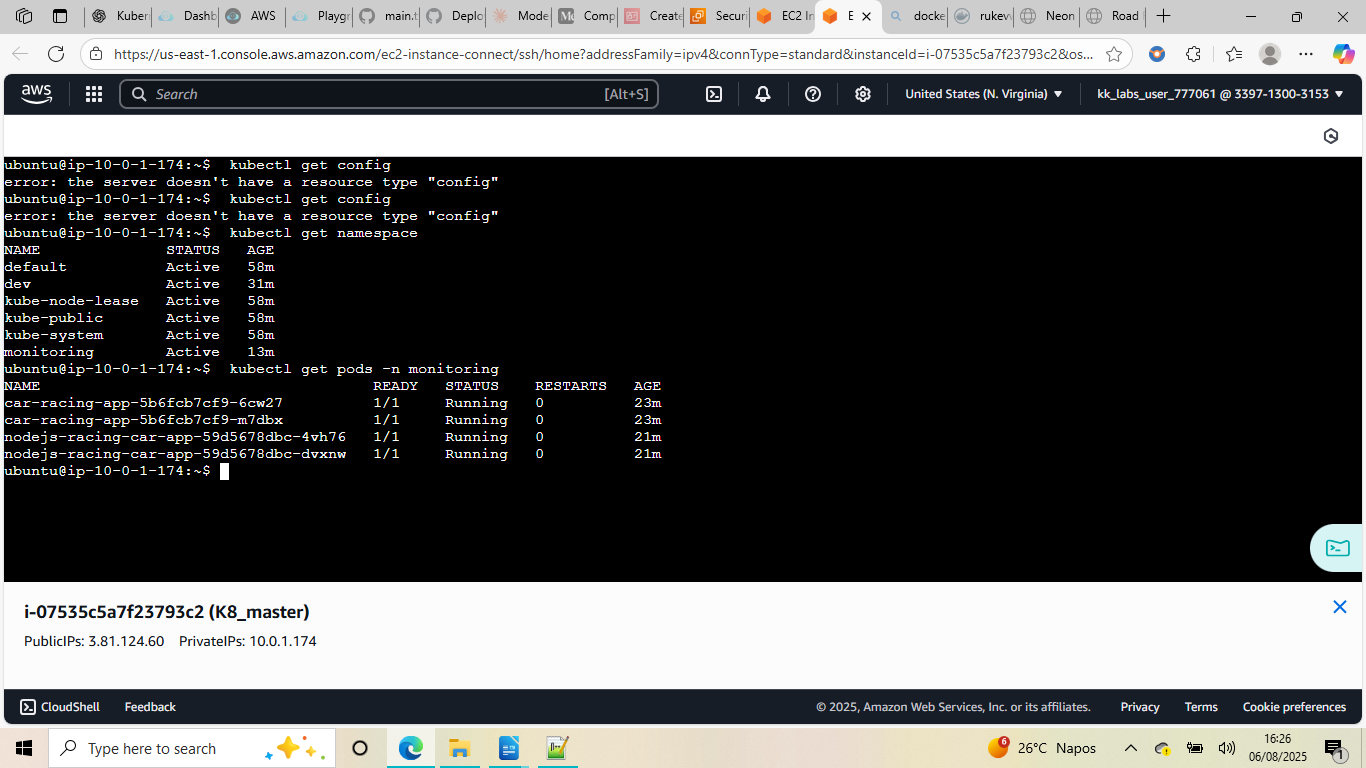 Kuber
Dashb
AWS
Playgr
main.t
Deplo
Mode
Comp
Create
Securi
EC2 In
E
docke
rukev
Neon
Road
https://us-east-1.console.aws.amazon.com/ec2-instance-connect/ssh/home?addressFamily=ipv4&connType=standard&instanceId=i-07535c5a7f23793c2&os...
aws
Search
[Alt+S]
United States (N. Virginia)
kk_labs_user_777061 @ 3397-1300-3153
ubuntu@ip-10-0-1-174:~$  kubectl get config
error: the server doesn't have a resource type "config"
ubuntu@ip-10-0-1-174:~$  kubectl get config
error: the server doesn't have a resource type "config"
ubuntu@ip-10-0-1-174:~$  kubectl get namespace
NAME              STATUS   AGE
default           Active   58m
dev               Active   31m
kube-node-lease   Active   58m
kube-public       Active   58m
kube-system       Active   58m
monitoring        Active   13m
ubuntu@ip-10-0-1-174:~$  kubectl get pods -n monitoring
NAME                                     READY   STATUS    RESTARTS   AGE
car-racing-app-5b6fcb7cf9-6cw27          1/1     Running   0          23m
car-racing-app-5b6fcb7cf9-m7dbx          1/1     Running   0          23m
nodejs-racing-car-app-59d5678dbc-4vh76   1/1     Running   0          21m
nodejs-racing-car-app-59d5678dbc-dvxnw   1/1     Running   0          21m
ubuntu@ip-10-0-1-174:~$
i-07535c5a7f23793c2 (K8_master)
PublicIPs: 3.81.124.60    PrivateIPs: 10.0.1.174
CloudShell
Feedback
© 2025, Amazon Web Services, Inc. or its affiliates.
Privacy
Terms
Cookie preferences
Type here to search
6
26°C Napos
16:26
06/08/2025
1